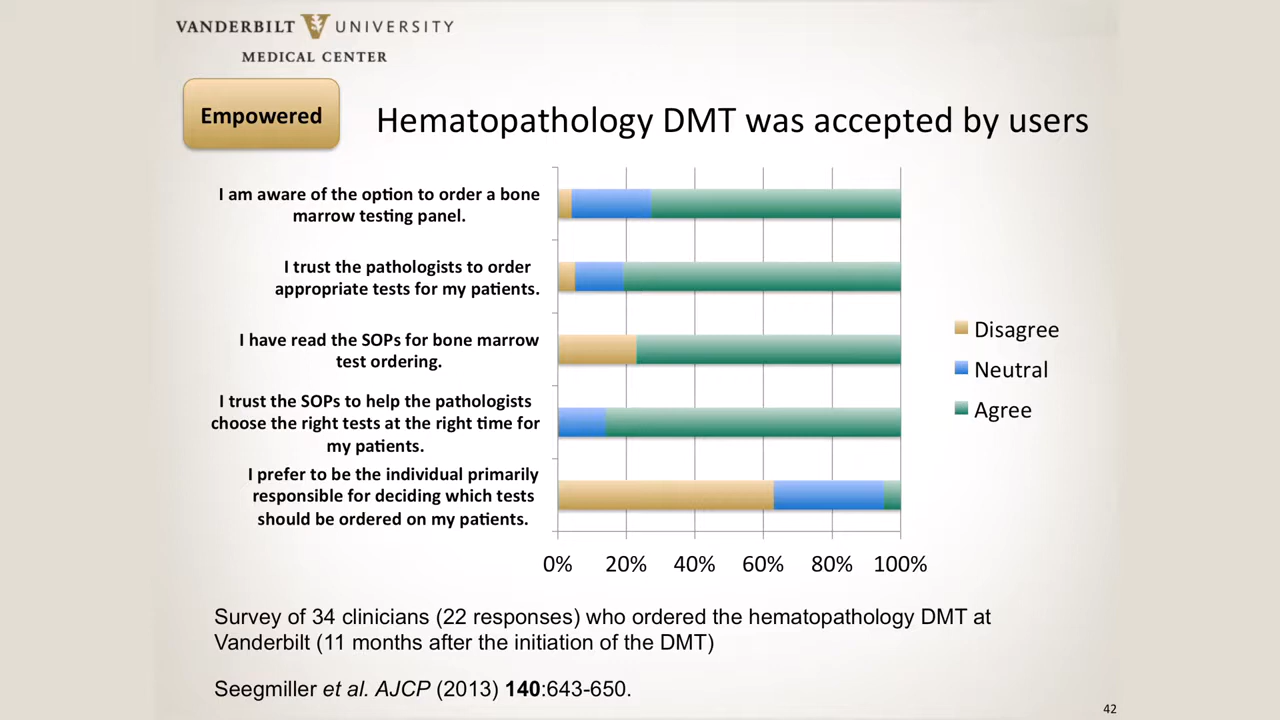 VANDERBILT UNIVERSITY
MEDICAL CENTER
Empowered
Hematopathology DMT was accepted by users
I am aware of the option to order a bone
marrow testing panel.
I trust the pathologists to order
appropriate tests for my patients.
I have read the SOPs for bone marrow
test ordering.
I trust the SOPs to help the pathologists
choose the right tests at the right time for
my patients.
I prefer to be the individual primarily
responsible for deciding which tests
should be ordered on my patients.
0% 20% 40% 60% 80% 100%
Disagree
Neutral
Agree
Survey of 34 clinicians (22 responses) who ordered the hematopathology DMT at
Vanderbilt (11 months after the initiation of the DMT)
Seegmiller et al. AJCP (2013) 140:643-650.
42